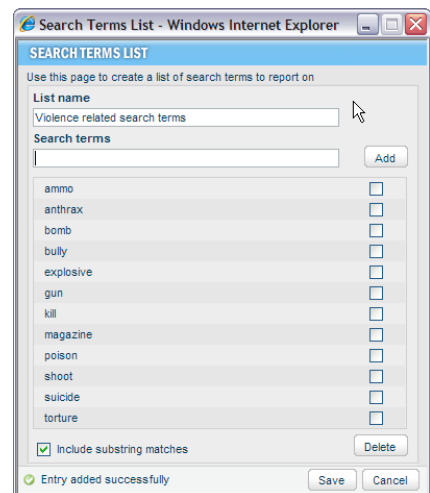 Search Terms List - Windows Internet Explorer
SEARCH TERMS LIST
Use this page to create a list of search terms to report on
List name
Violence related search terms
Search terms
Add
ammo
anthrax
bomb
bully
explosive
gun
kill
magazine
poison
shoot
suicide
torture
Include substring matches
Delete
Entry added successfully
Save
Cancel